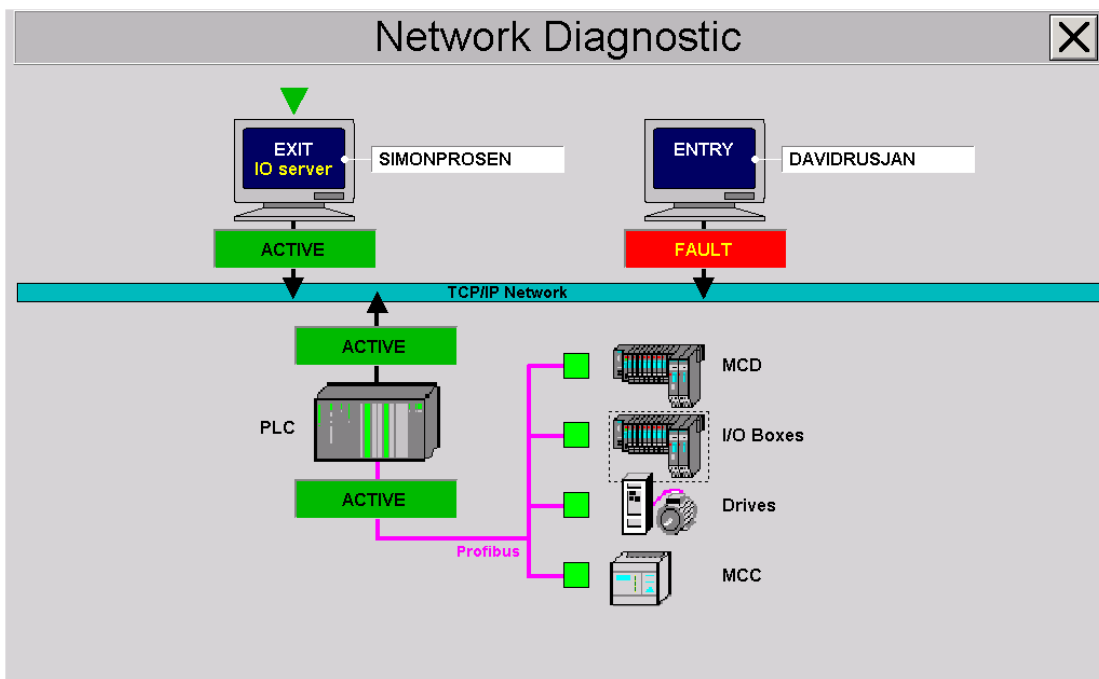 Network Diagnostic
EXIT
IO server
SIMONPROSEN
ENTRY
DAVIDRUSJAN
ACTIVE
FAULT
TCP/IP Network
ACTIVE
MCD
PLC
I/O Boxes
ACTIVE
Drives
Profibus
MCC